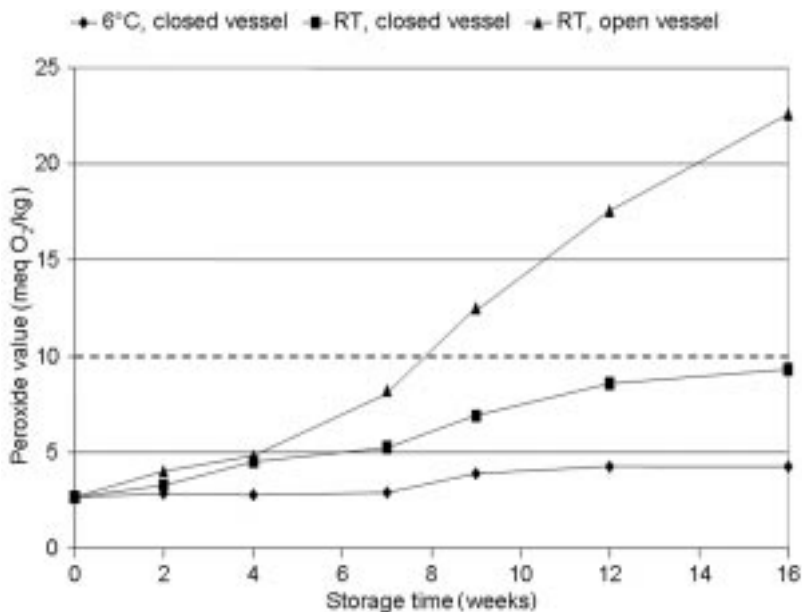 6°C, closed vessel RT, closed vessel RT, open vessel
25
20
15
10
5
0
Peroxide value (meq O₂/kg)
0 2 4 6 8 10 12 14 16
Storage time (weeks)